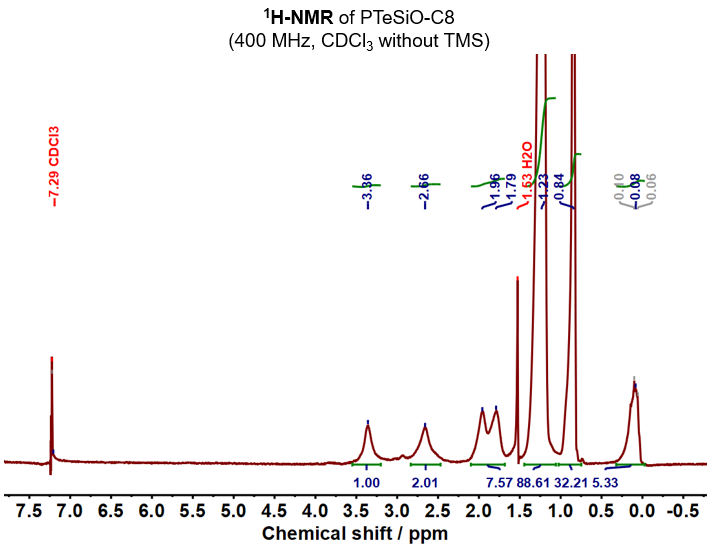 ¹H-NMR of PTeSiO-C8
(400 MHz, CDCl₃ without TMS)
7.29 CDCl3
3.36
2.66
1.96
1.79
1.53 H2O
1.23
0.84
0.10
0.08
0.06
1.00 2.01 7.57 88.61 32.21 5.33
7.5 7.0 6.5 6.0 5.5 5.0 4.5 4.0 3.5 3.0 2.5 2.0 1.5 1.0 0.5 0.0 -0.5
Chemical shift / ppm